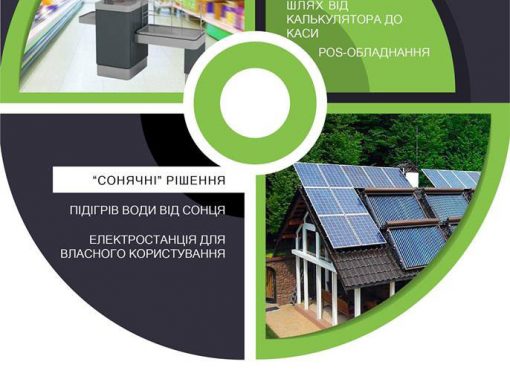 ШЛЯХ ВІД
КАЛЬКУЛЯТОРА ДО
КАСИ
POS-ОБЛАДНАННЯ
“СОНЯЧНІ” РІШЕННЯ
ПІДІГРІВ ВОДИ ВІД СОНЦЯ
ЕЛЕКТРОСТАНЦІЯ ДЛЯ
ВЛАСНОГО КОРИСТУВАННЯ